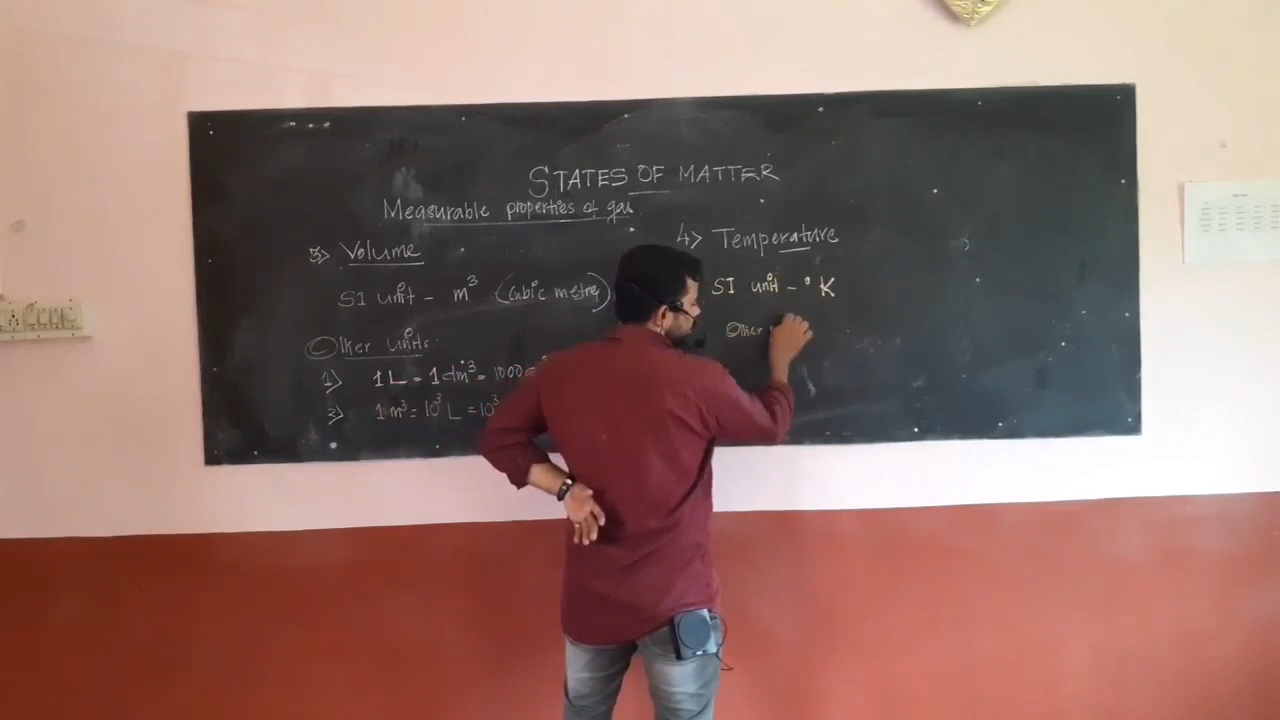 STATES OF MATTER
Measurable properties of gas
3> Volume
SI unit - m³ (cubic metre)
Other units
1) 1 L = 1 dm³ = 1000
2) 1 m³ = 10³ L = 10³
4> Temperature
SI unit - °K
Other